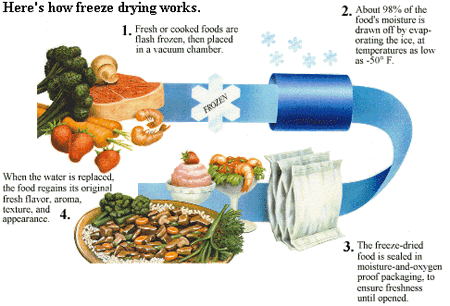 Here's how freeze drying works.
1. Fresh or cooked foods are
flash frozen, then placed
in a vacuum chamber.
2. About 98% of the
food's moisture is
drawn off by evap-
orating the ice, at
temperatures as low
as -50° F.
FROZEN
When the water is replaced,
the food regains its original
fresh flavor, aroma,
texture, and
appearance. 4.
3. The freeze-dried
food is sealed in
moisture-and-oxygen
proof packaging, to
ensure freshness
until opened.